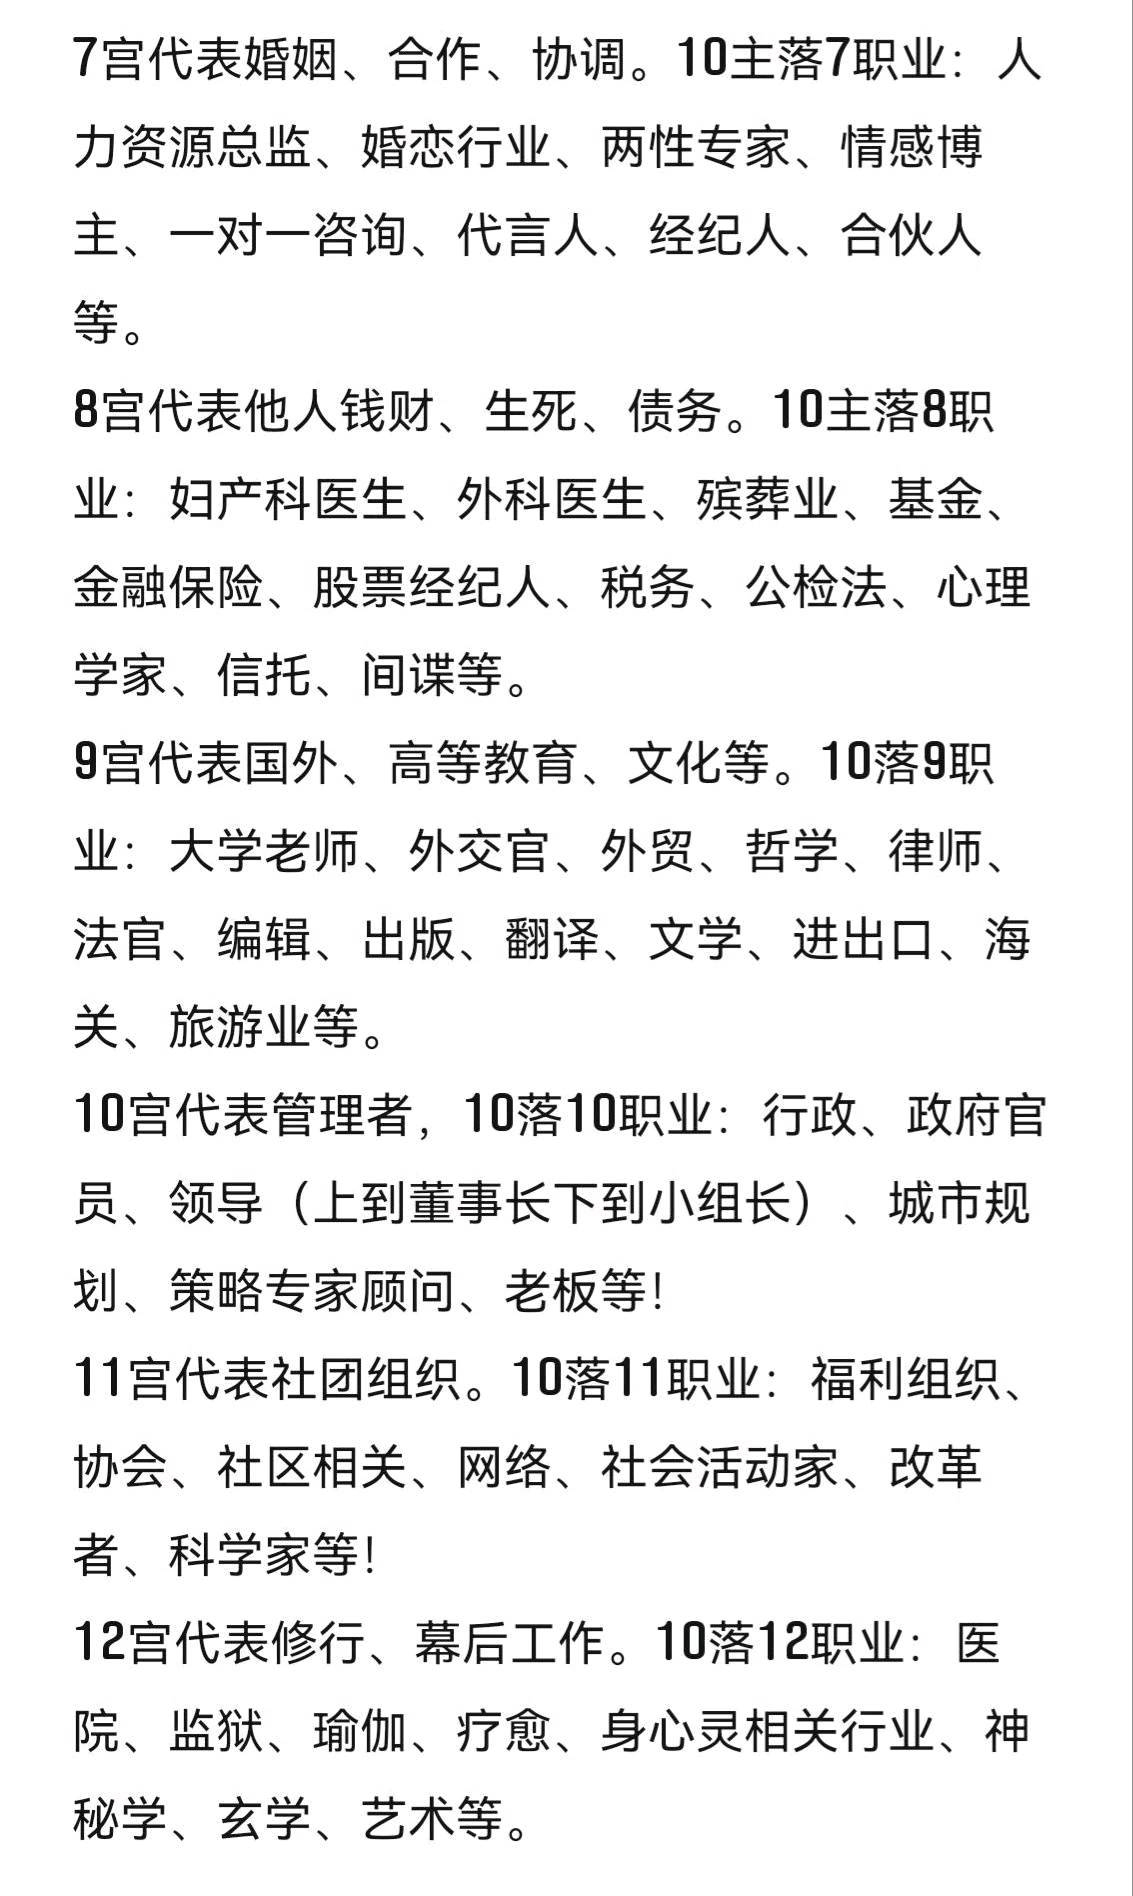 7宫代表婚姻、合作、协调。10主落7职业：人
力资源总监、婚恋行业、两性专家、情感博
主、一对一咨询、代言人、经纪人、合伙人
等。
8宫代表他人钱财、生死、债务。10主落8职
业：妇产科医生、外科医生、殡葬业、基金、
金融保险、股票经纪人、税务、公检法、心理
学家、信托、间谍等。
9宫代表国外、高等教育、文化等。10落9职
业：大学老师、外交官、外贸、哲学、律师、
法官、编辑、出版、翻译、文学、进出口、海
关、旅游业等。
10宫代表管理者，10落10职业：行政、政府官
员、领导（上到董事长下到小组长）、城市规
划、策略专家顾问、老板等！
11宫代表社团组织。10落11职业：福利组织、
协会、社区相关、网络、社会活动家、改革
者、科学家等！
12宫代表修行、幕后工作。10落12职业：医
院、监狱、瑜伽、疗愈、身心灵相关行业、神
秘学、玄学、艺术等。